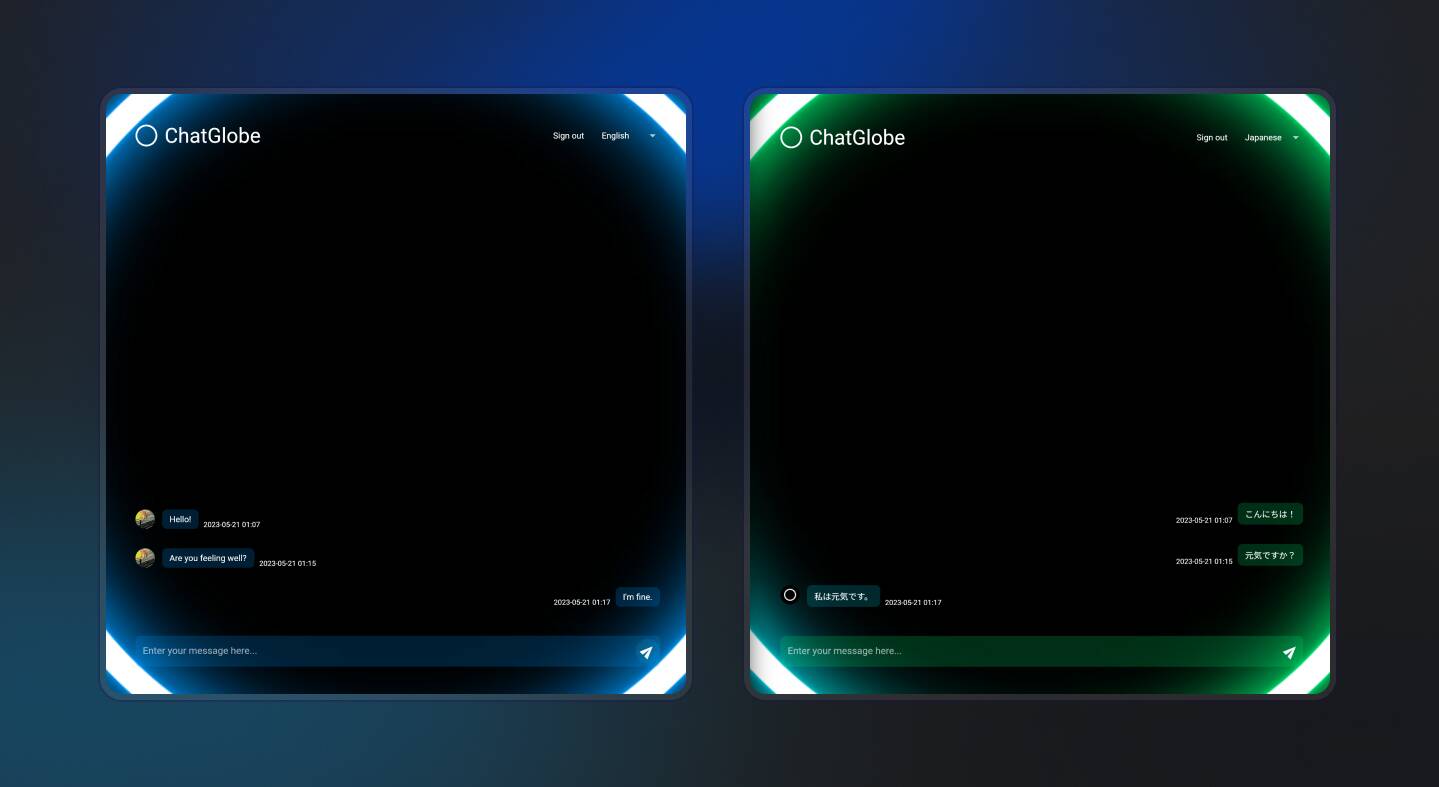 ChatGlobe
Sign out English
Hello! 2023-05-21 01:07
Are you feeling well? 2023-05-21 01:15
2023-05-21 01:17 I'm fine.
Enter your message here...
ChatGlobe
Sign out Japanese
2023-05-21 01:07 こんにちは！
2023-05-21 01:15 元気ですか？
私は元気です。 2023-05-21 01:17
Enter your message here...